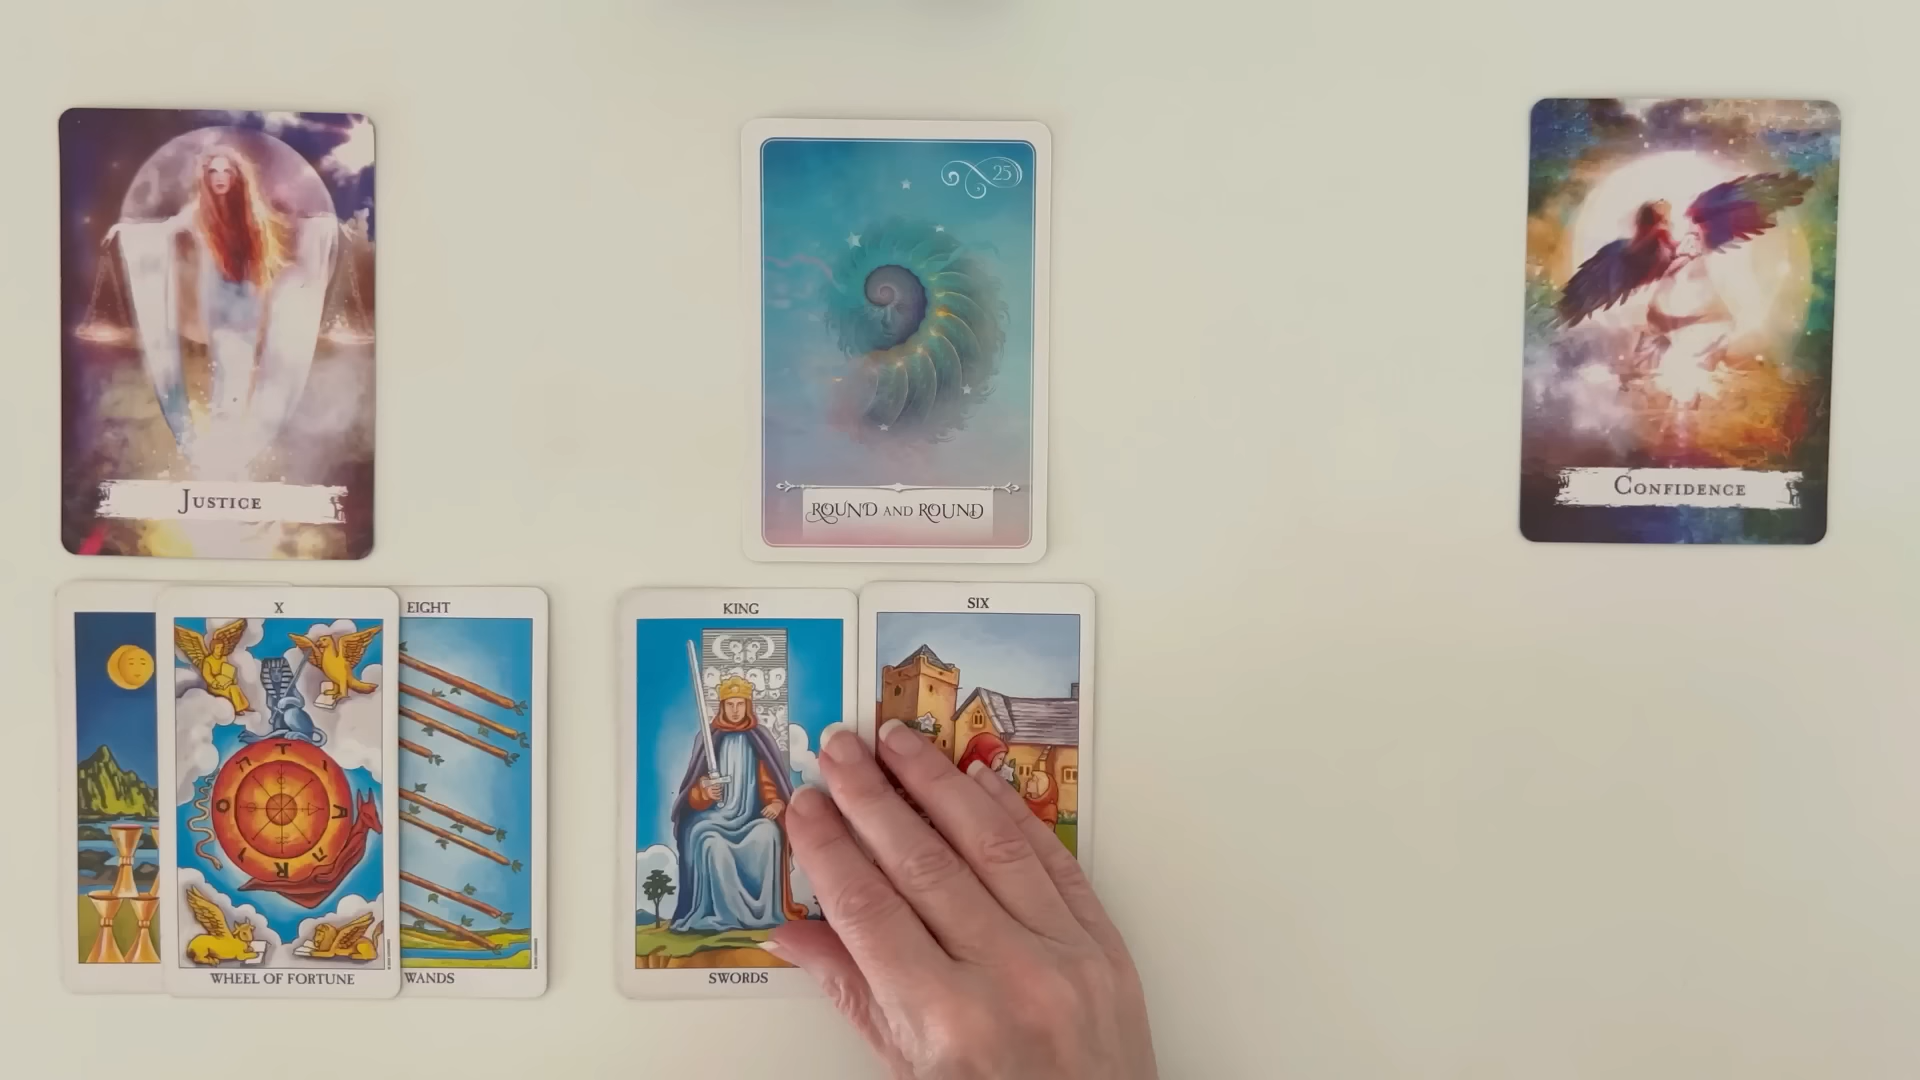 25
JUSTICE
ROUND AND ROUND
CONFIDENCE
X
WHEEL OF FORTUNE
EIGHT
WANDS
KING
SWORDS
SIX